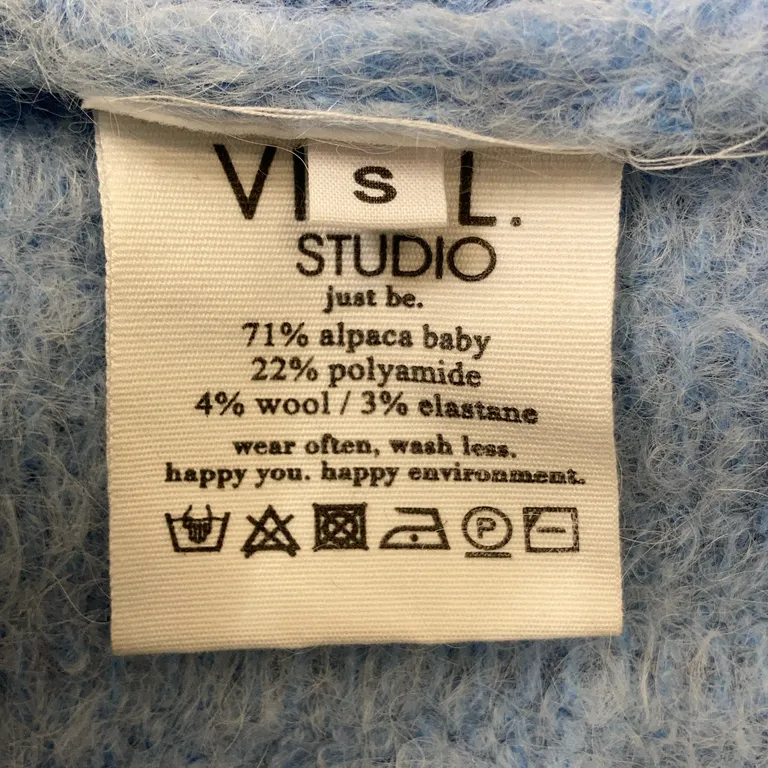 VI L.
S
STUDIO
just be.
71% alpaca baby
22% polyamide
4% wool / 3% elastane
wear often, wash less.
happy you. happy environment.
P